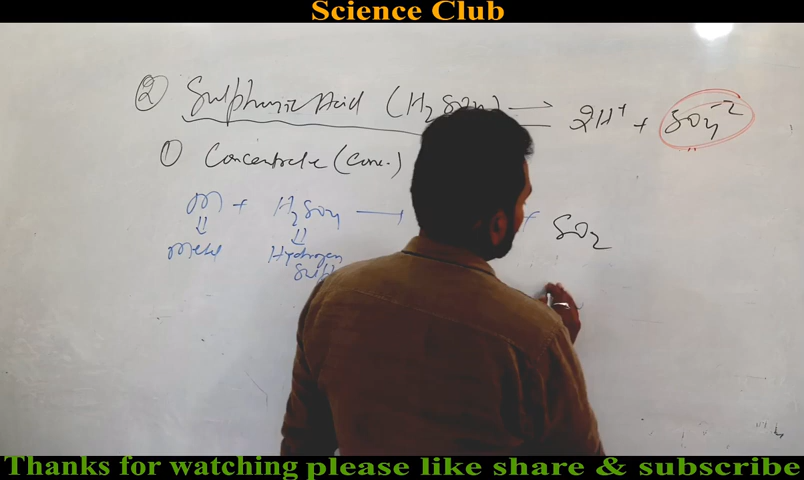 Science Club
② Sulphuric Acid (H₂SO₄) → 2H⁺ + SO₄⁻²
① Concentrate (Conc.)
M + H₂SO₄ → + SO₂
Metal Hydrogen
Sulp
Thanks for watching please like share & subscribe